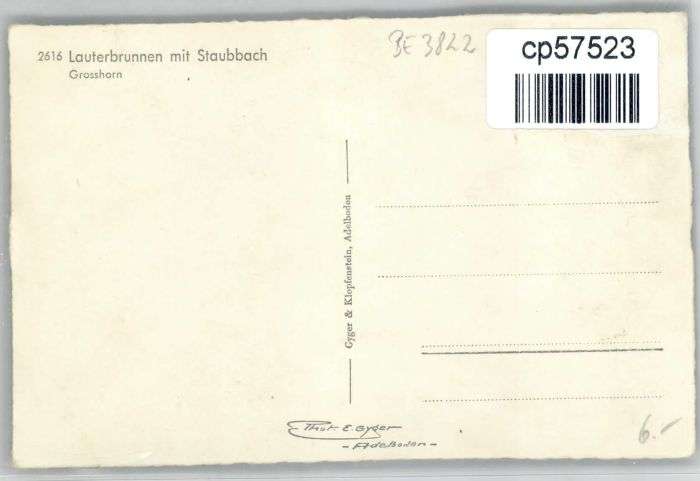 2616 Lauterbrunnen mit Staubbach
Grosshorn
BE 3822
cp57523
Gyger & Klopfenstein, Adelboden
Phot E. Gyger
- Adelboden -
6.-